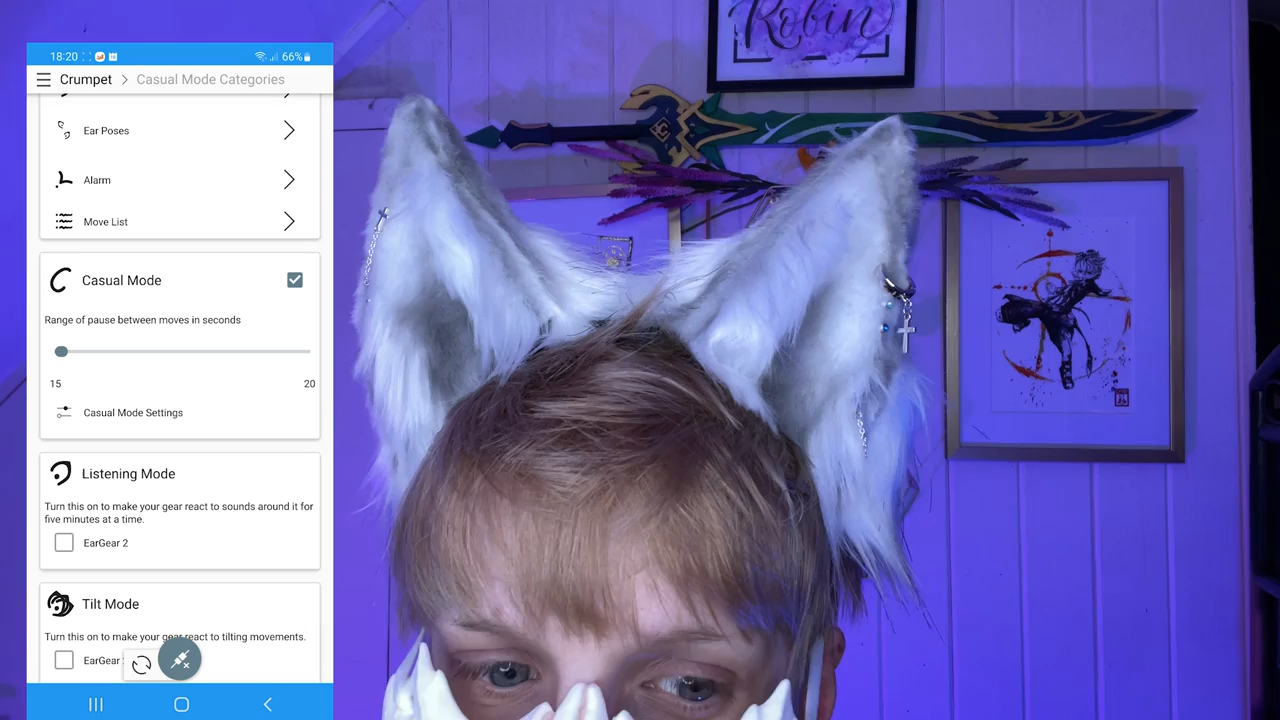 18:20
66%
Crumpet > Casual Mode Categories
Ear Poses
Alarm
Move List
Casual Mode
Range of pause between moves in seconds
15 20
Casual Mode Settings
Listening Mode
Turn this on to make your gear react to sounds around it for
five minutes at a time.
EarGear 2
Tilt Mode
Turn this on to make your gear react to tilting movements.
EarGear
Robin